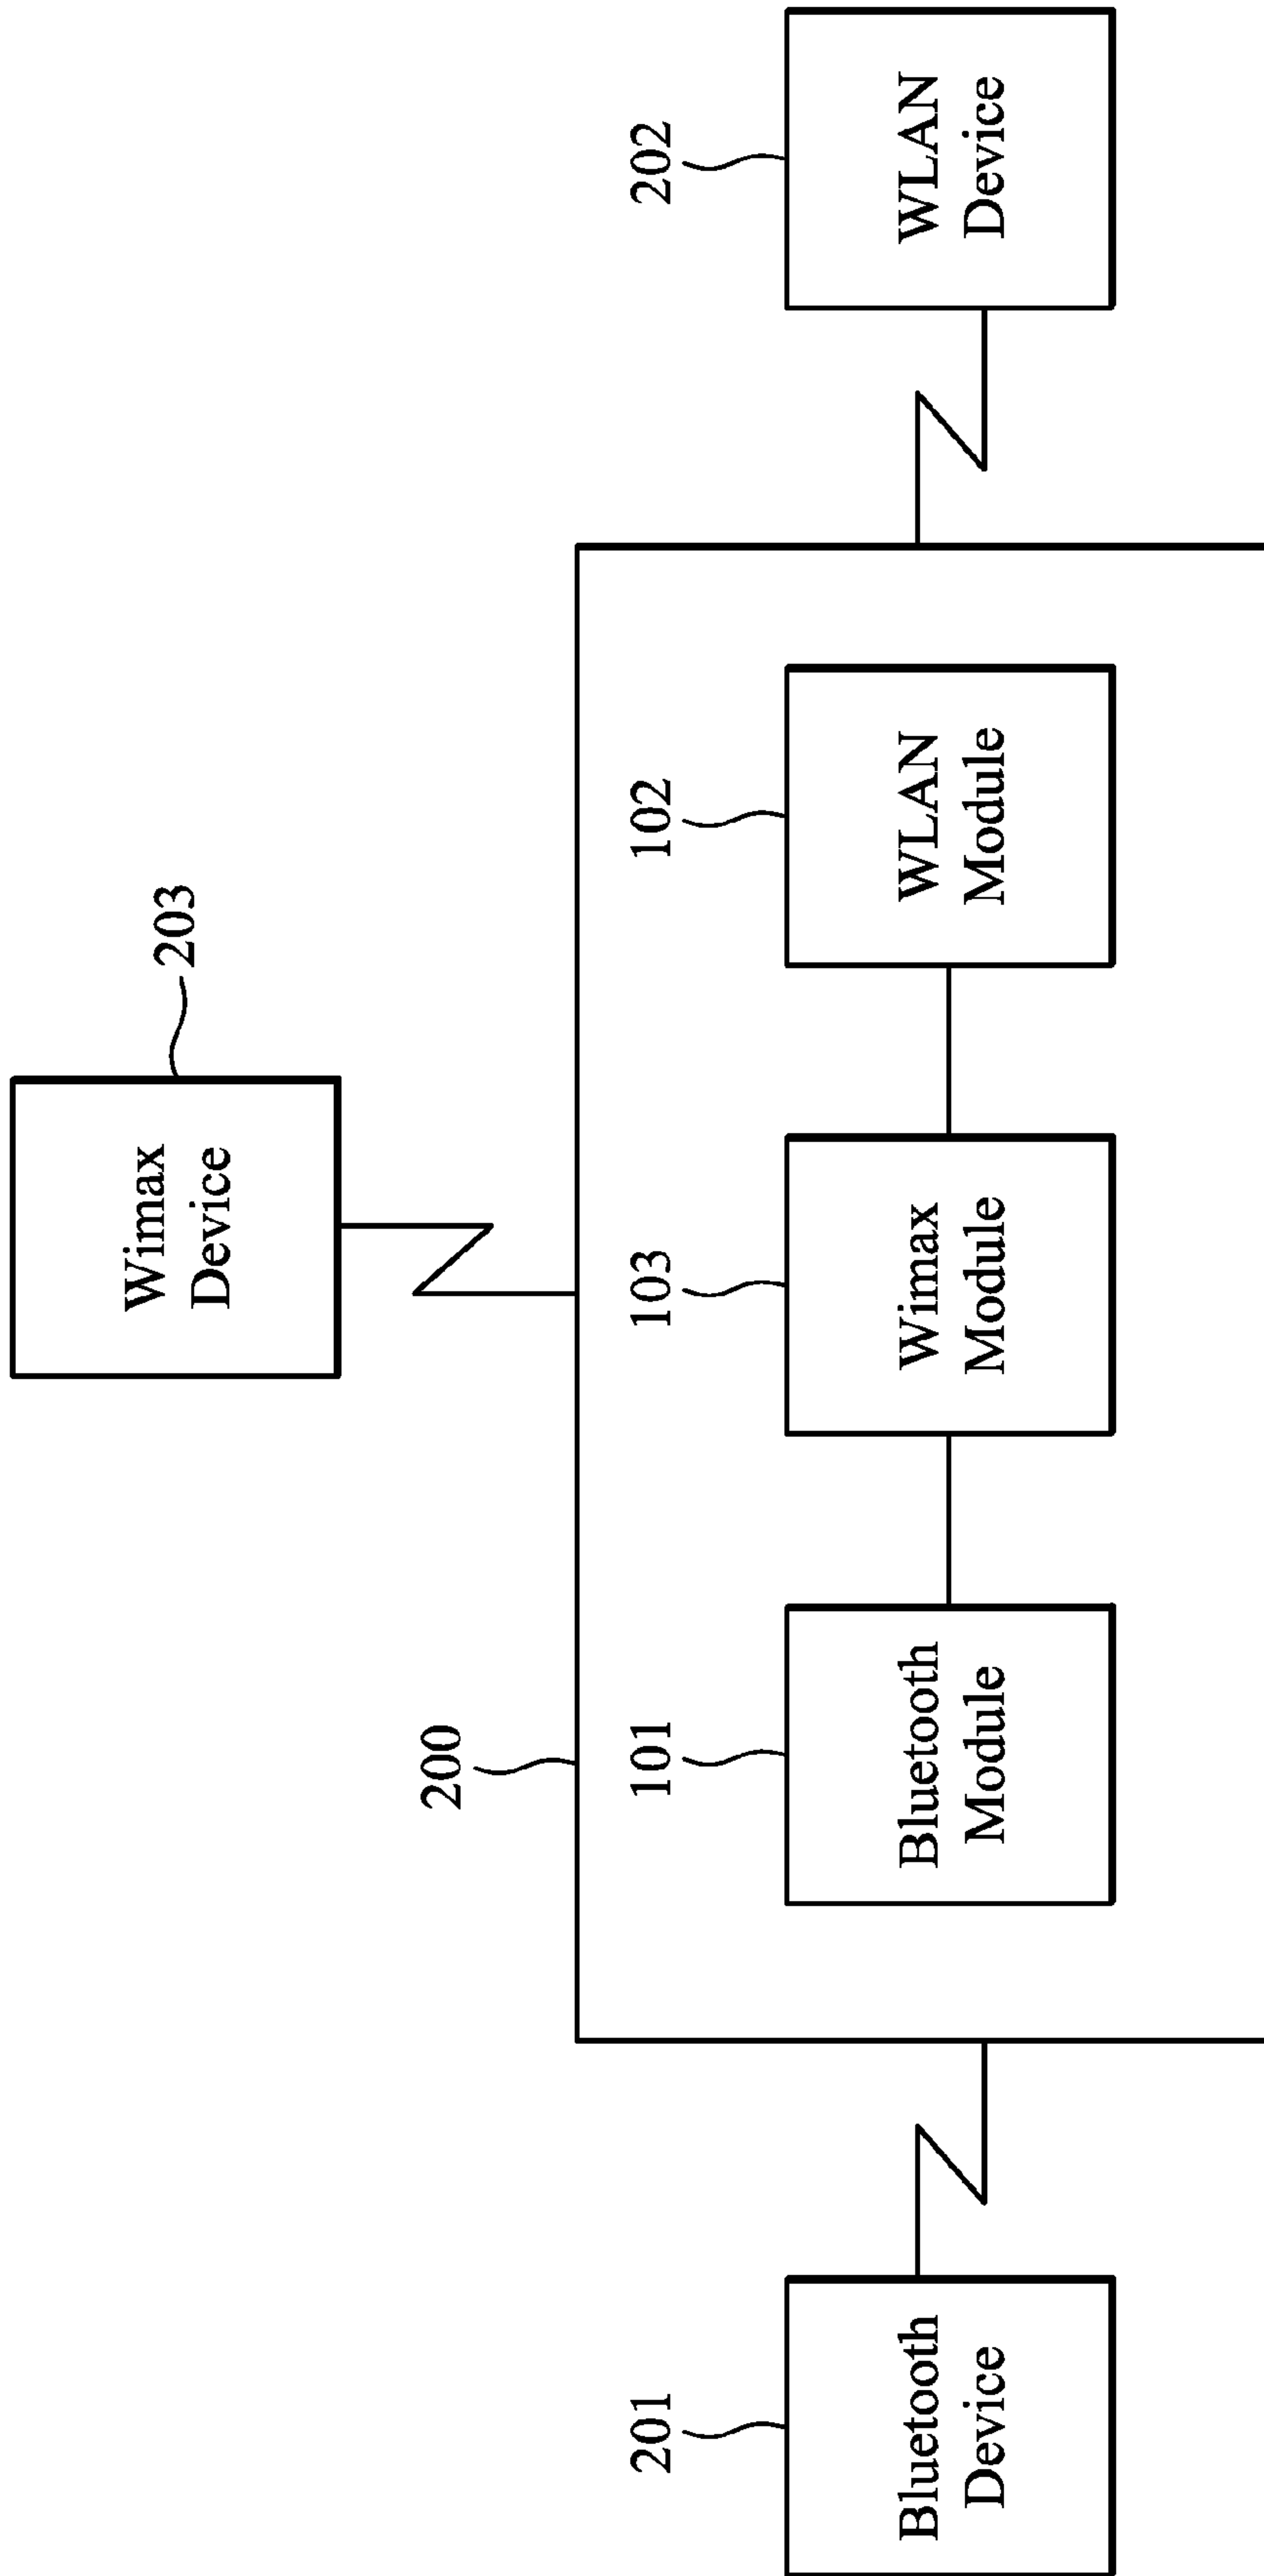 203
Wimax
Device
200
201
Bluetooth
Device
101
Bluetooth
Module
103
Wimax
Module
102
WLAN
Module
202
WLAN
Device